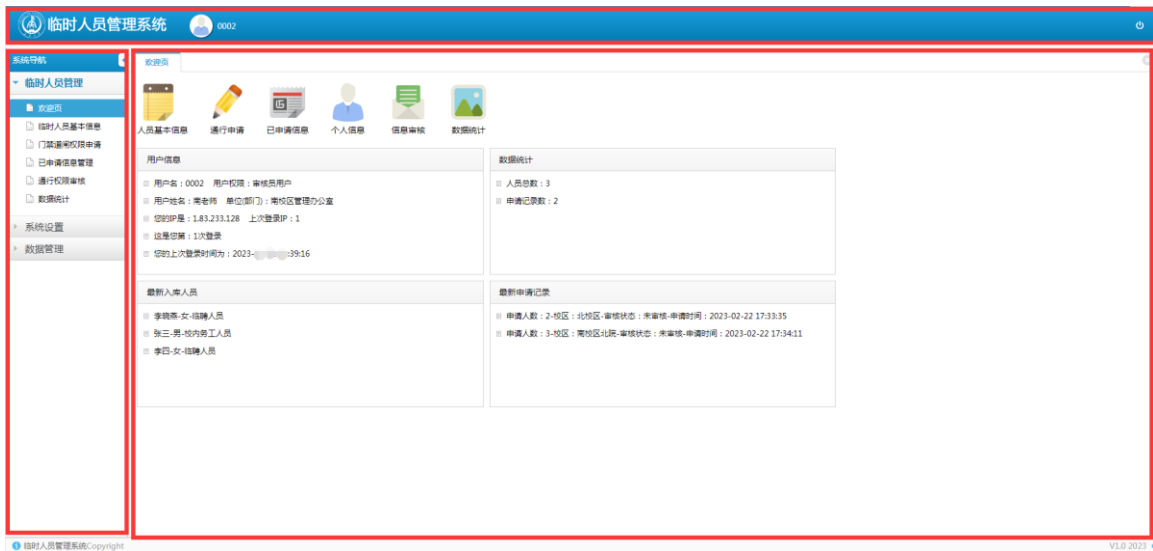 临时人员管理系统 0002
系统导航
临时人员管理
欢迎页
临时人员基本信息
门禁道闸权限申请
已申请信息管理
通行权限审核
数据统计
系统设置
数据管理
欢迎页
人员基本信息 通行申请 已申请信息 个人信息 信息审核 数据统计
用户信息
用户名：0002 用户权限：审核员用户
用户姓名：南老师 单位(部门)：南校区管理办公室
您的IP是：1.83.233.128 上次登录IP：1
这是您第：1次登录
您的上次登录时间为：2023- :39:16
数据统计
人员总数：3
申请记录数：2
最新入库人员
李晓燕-女-临聘人员
张三-男-校内务工人员
李四-女-临聘人员
最新申请记录
申请人数：2-校区：北校区-审核状态：未审核-申请时间：2023-02-22 17:33:35
申请人数：3-校区：南校区北院-审核状态：未审核-申请时间：2023-02-22 17:34:11
临时人员管理系统Copyright
V1.0 2023